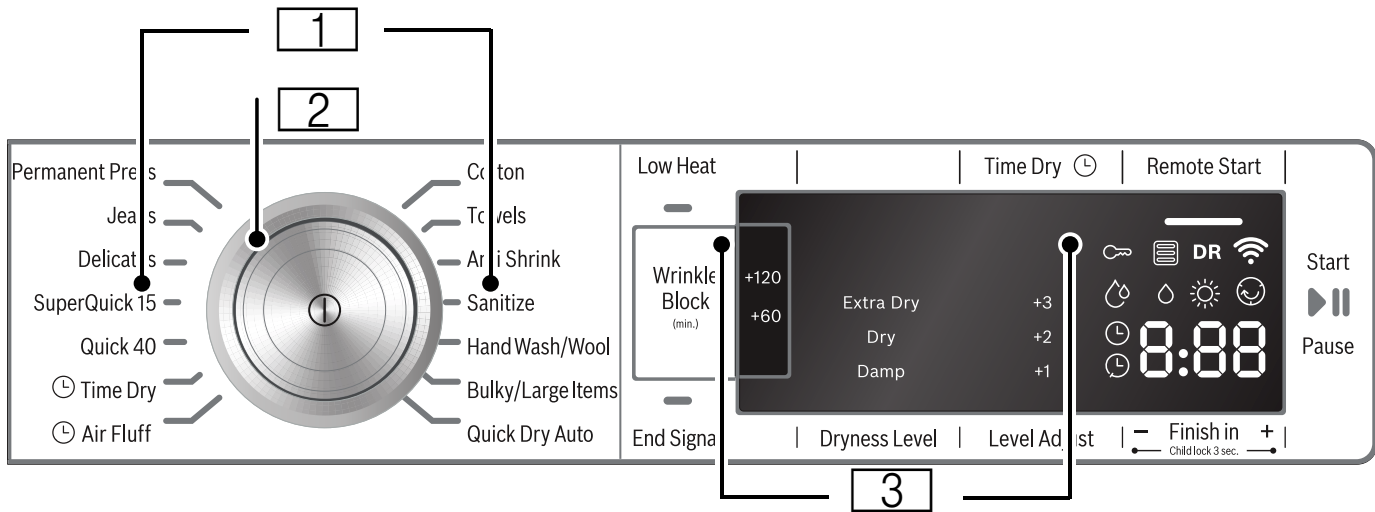 1
2
Permanent Press
Jeans
Delicates
SuperQuick 15
Quick 40
Time Dry
Air Fluff
Cotton
Towels
Anti Shrink
Sanitize
Hand Wash/Wool
Bulky/Large Items
Quick Dry Auto
Low Heat
Time Dry
Remote Start
Wrinkle
Block
(min.)
+120
+60
Extra Dry
Dry
Damp
+3
+2
+1
DR
8:88
Start
Pause
End Signal
Dryness Level
Level Adjust
− Finish in +
Child lock 3 sec.
3